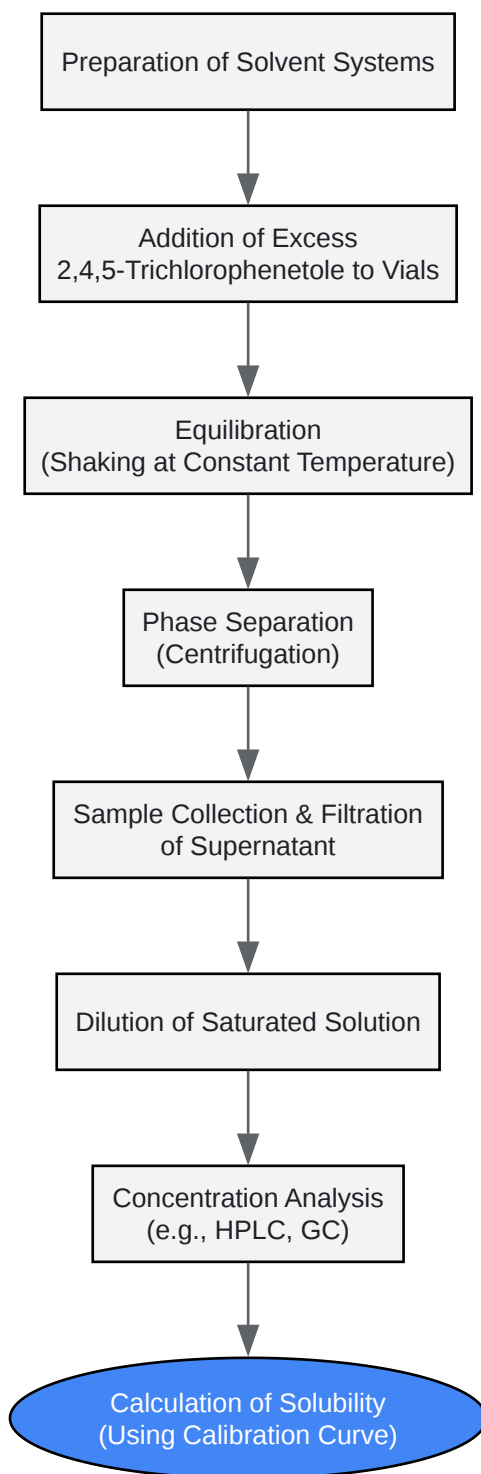 Preparation of Solvent Systems
Addition of Excess
2,4,5-Trichlorophenetole to Vials
Equilibration
(Shaking at Constant Temperature)
Phase Separation
(Centrifugation)
Sample Collection & Filtration
of Supernatant
Dilution of Saturated Solution
Concentration Analysis
(e.g., HPLC, GC)
Calculation of Solubility
(Using Calibration Curve)